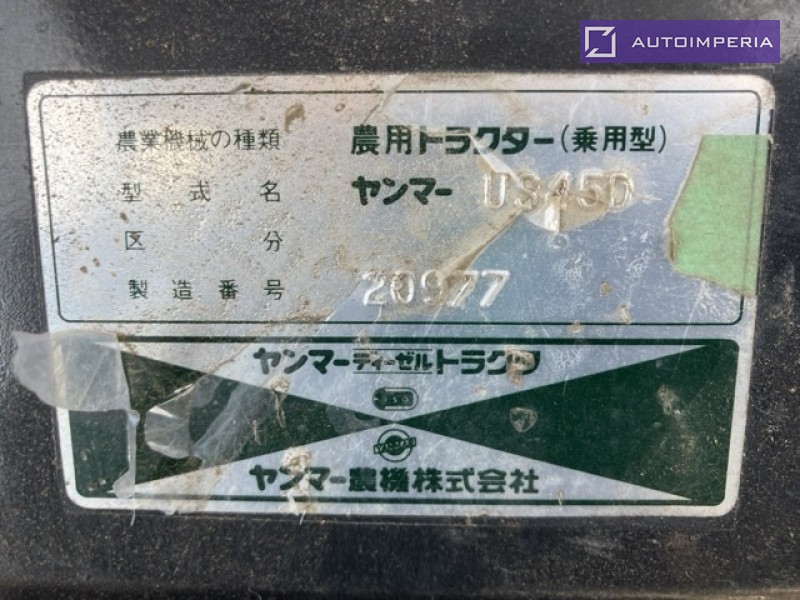 AUTOIMPERIA
農業機械の種類 農用トラクター(乗用型)
型式名 ヤンマー US45D
区分
製造番号 20977
ヤンマーディーゼルトラクタ
ヤンマー農機株式会社